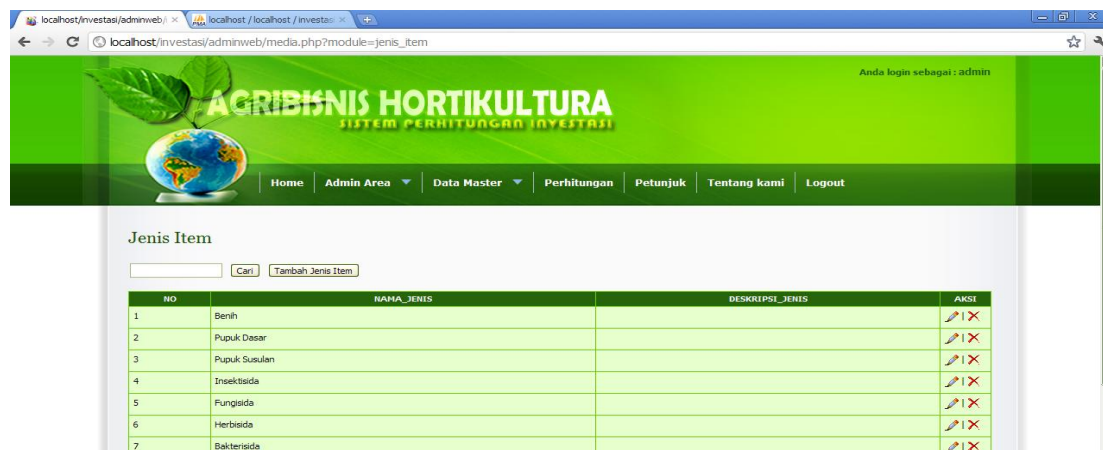 localhost/investasi/adminweb/
localhost / localhost / investas
localhost/investasi/adminweb/media.php?module=jenis_item
Anda login sebagai : admin
AGRIBISNIS HORTIKULTURA
SISTEM PERHITUNGAN INVESTASI
Home Admin Area Data Master Perhitungan Petunjuk Tentang kami Logout
Jenis Item
Cari Tambah Jenis Item
NO NAMA_JENIS DESKRIPSI_JENIS AKSI
1 Benih
2 Pupuk Dasar
3 Pupuk Susulan
4 Insektisida
5 Fungisida
6 Herbisida
7 Bakterisida